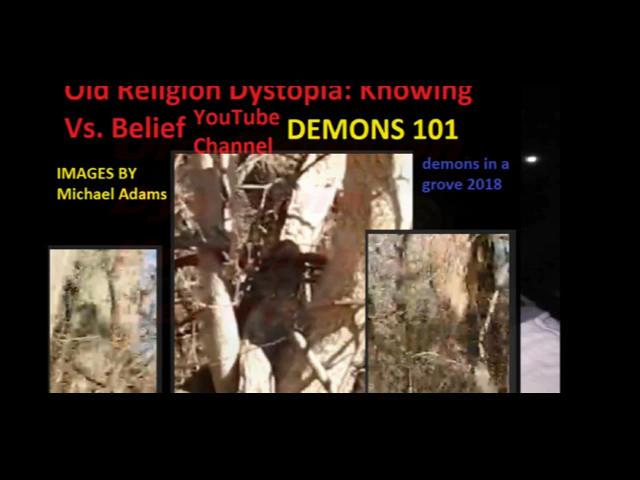 Old Religion Dystopia: Knowing
Vs. Belief YouTube Channel DEMONS 101
IMAGES BY
Michael Adams
demons in a
grove 2018